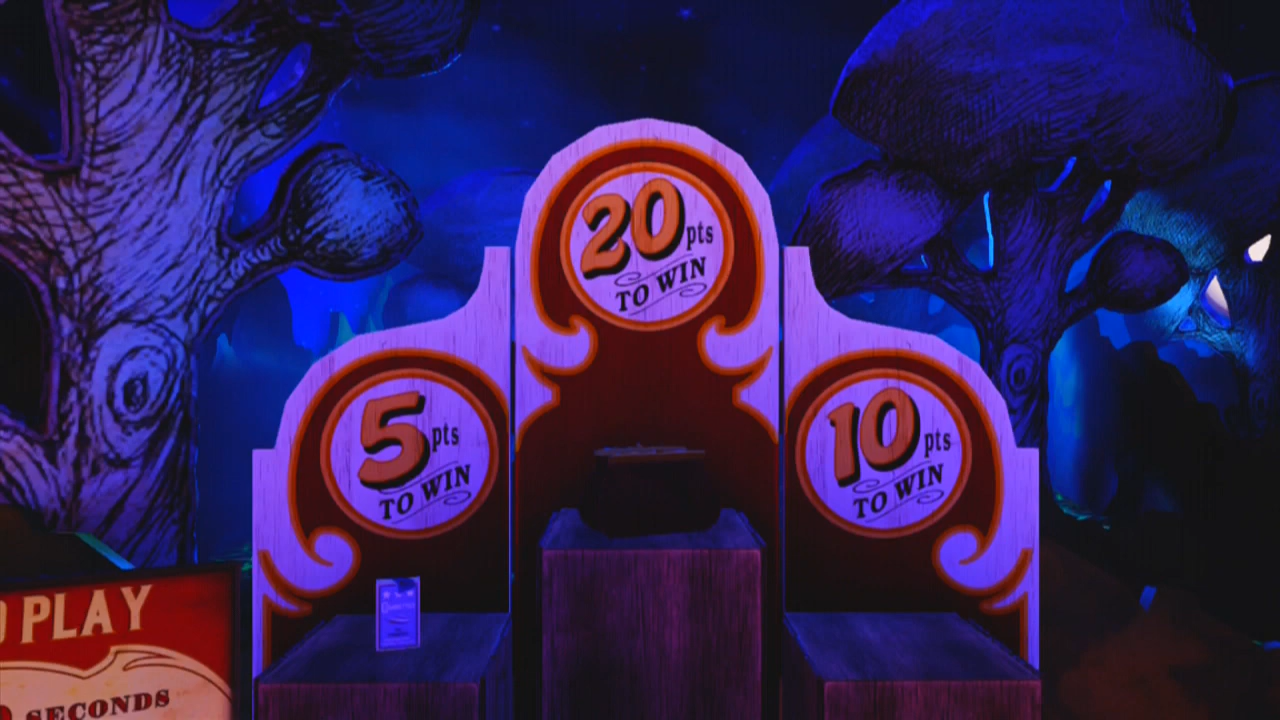 20 pts
TO WIN
5 pts
TO WIN
10 pts
TO WIN
PLAY
SECONDS